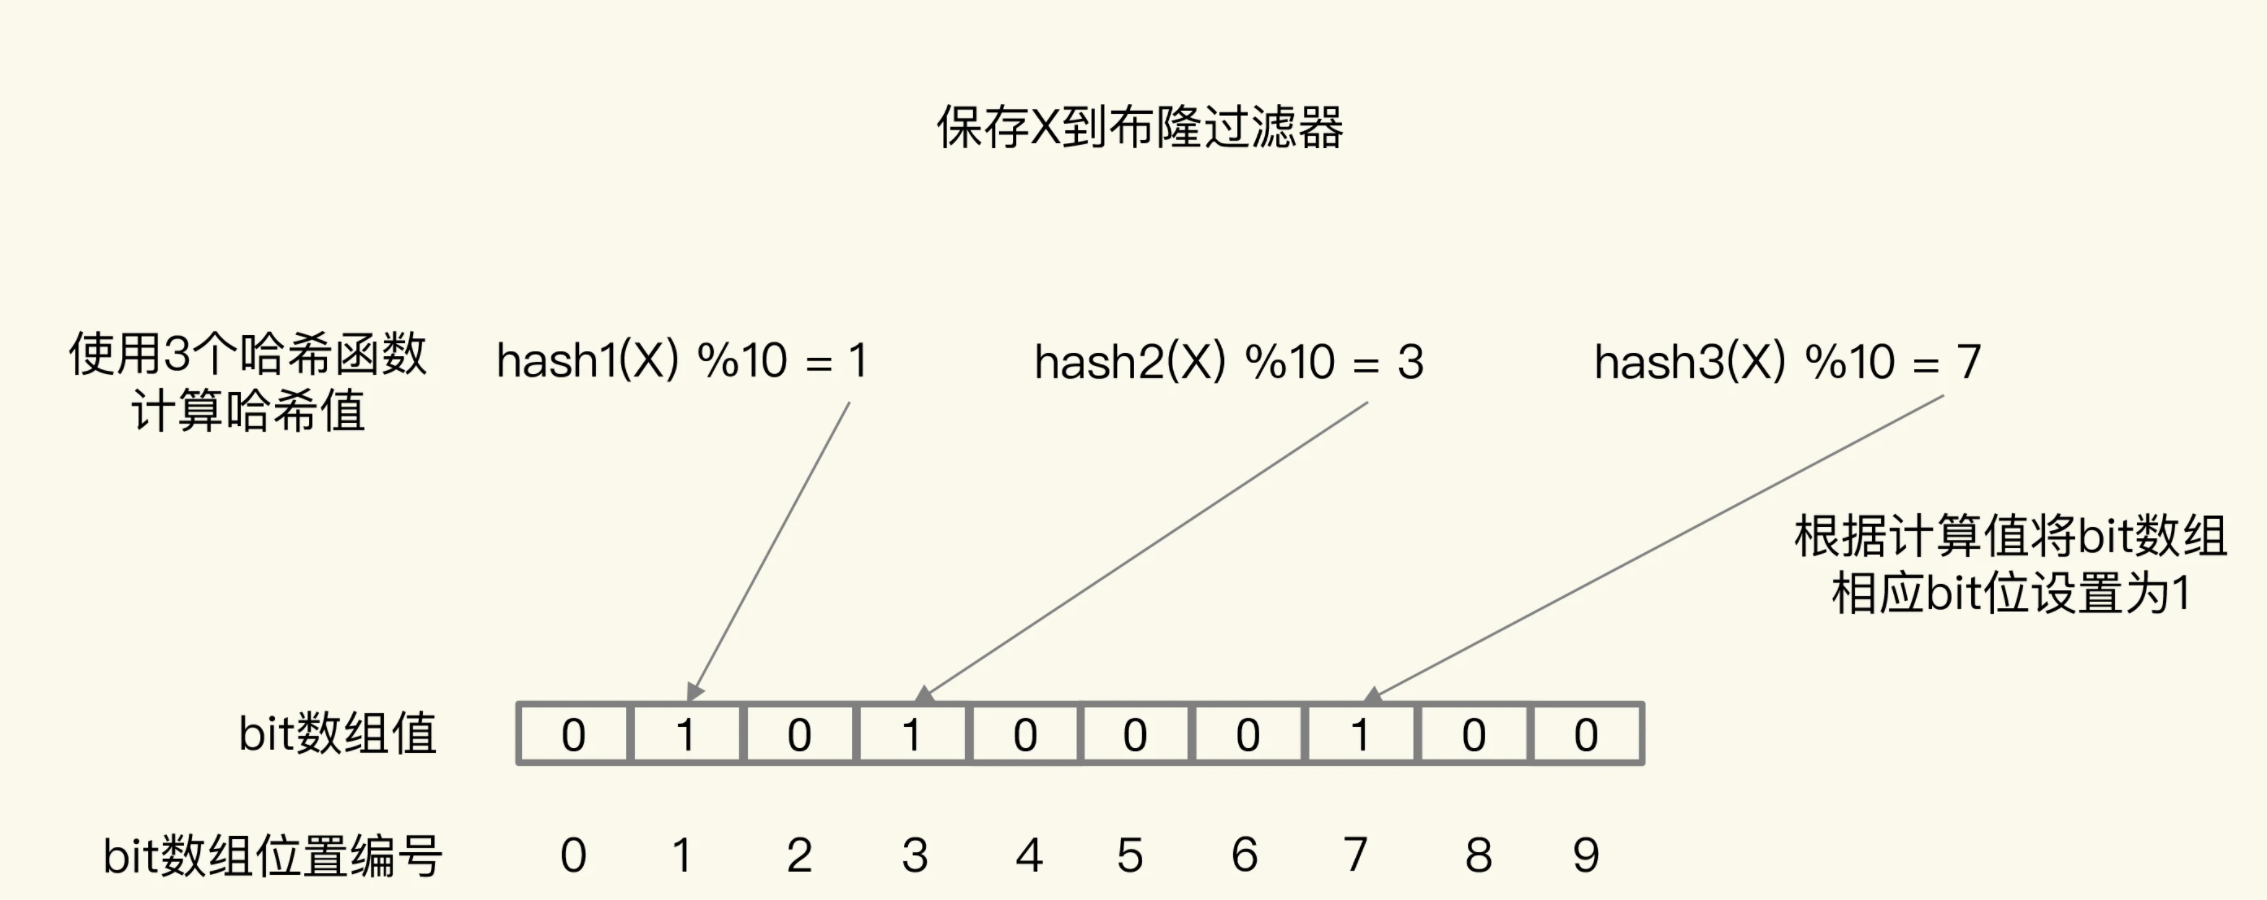 保存X到布隆过滤器
使用3个哈希函数
计算哈希值
hash1(X) %10 = 1
hash2(X) %10 = 3
hash3(X) %10 = 7
根据计算值将bit数组
相应bit位设置为1
bit数组值 0 1 0 1 0 0 0 1 0 0
bit数组位置编号 0 1 2 3 4 5 6 7 8 9